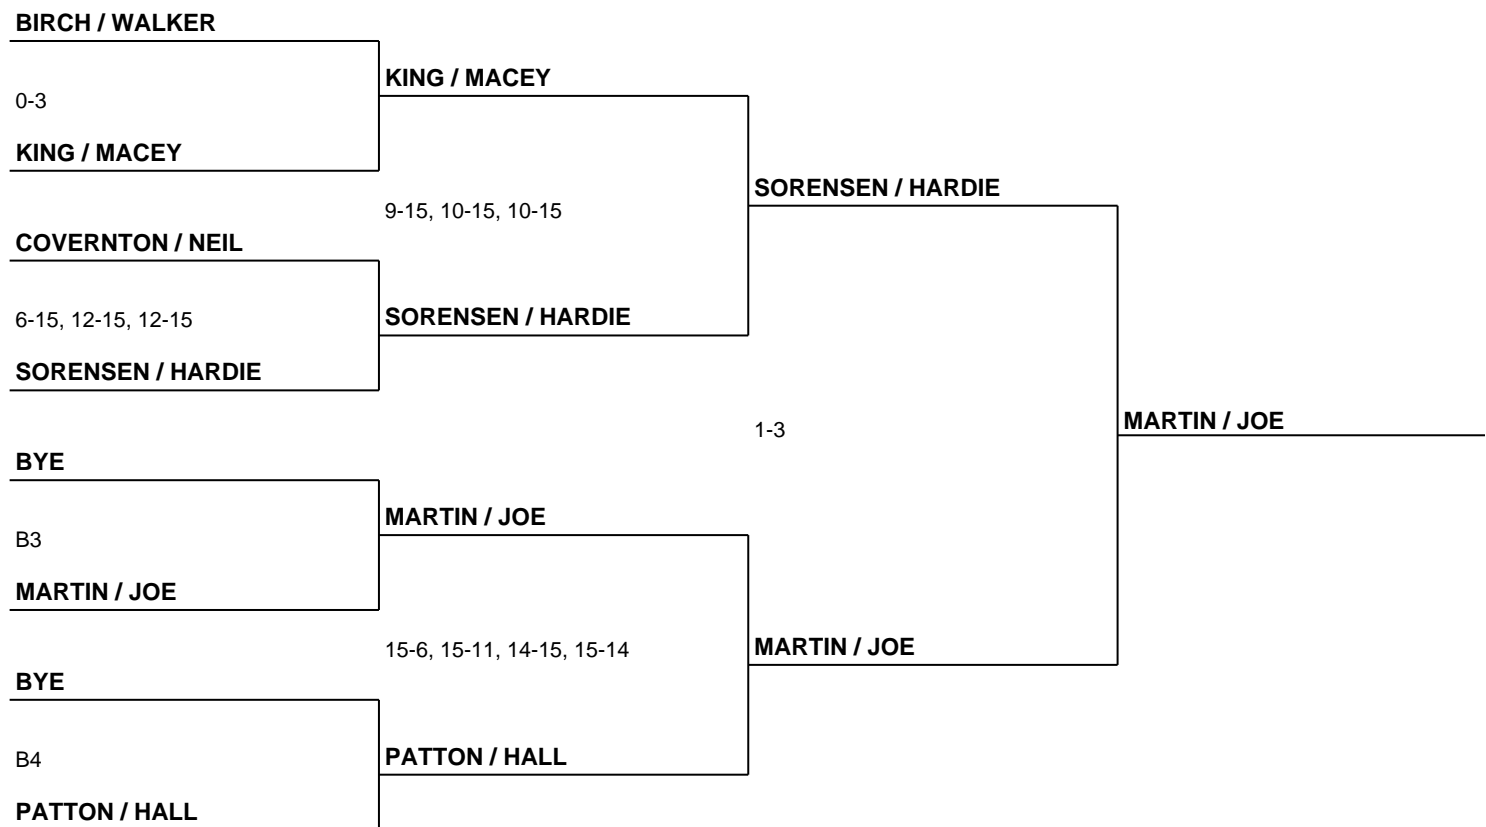 BIRCH / WALKER
KING / MACEY
0-3
KING / MACEY
SORENSEN / HARDIE
9-15, 10-15, 10-15
COVERNTON / NEIL
6-15, 12-15, 12-15
SORENSEN / HARDIE
SORENSEN / HARDIE
MARTIN / JOE
1-3
BYE
MARTIN / JOE
B3
MARTIN / JOE
15-6, 15-11, 14-15, 15-14
MARTIN / JOE
BYE
B4
PATTON / HALL
PATTON / HALL